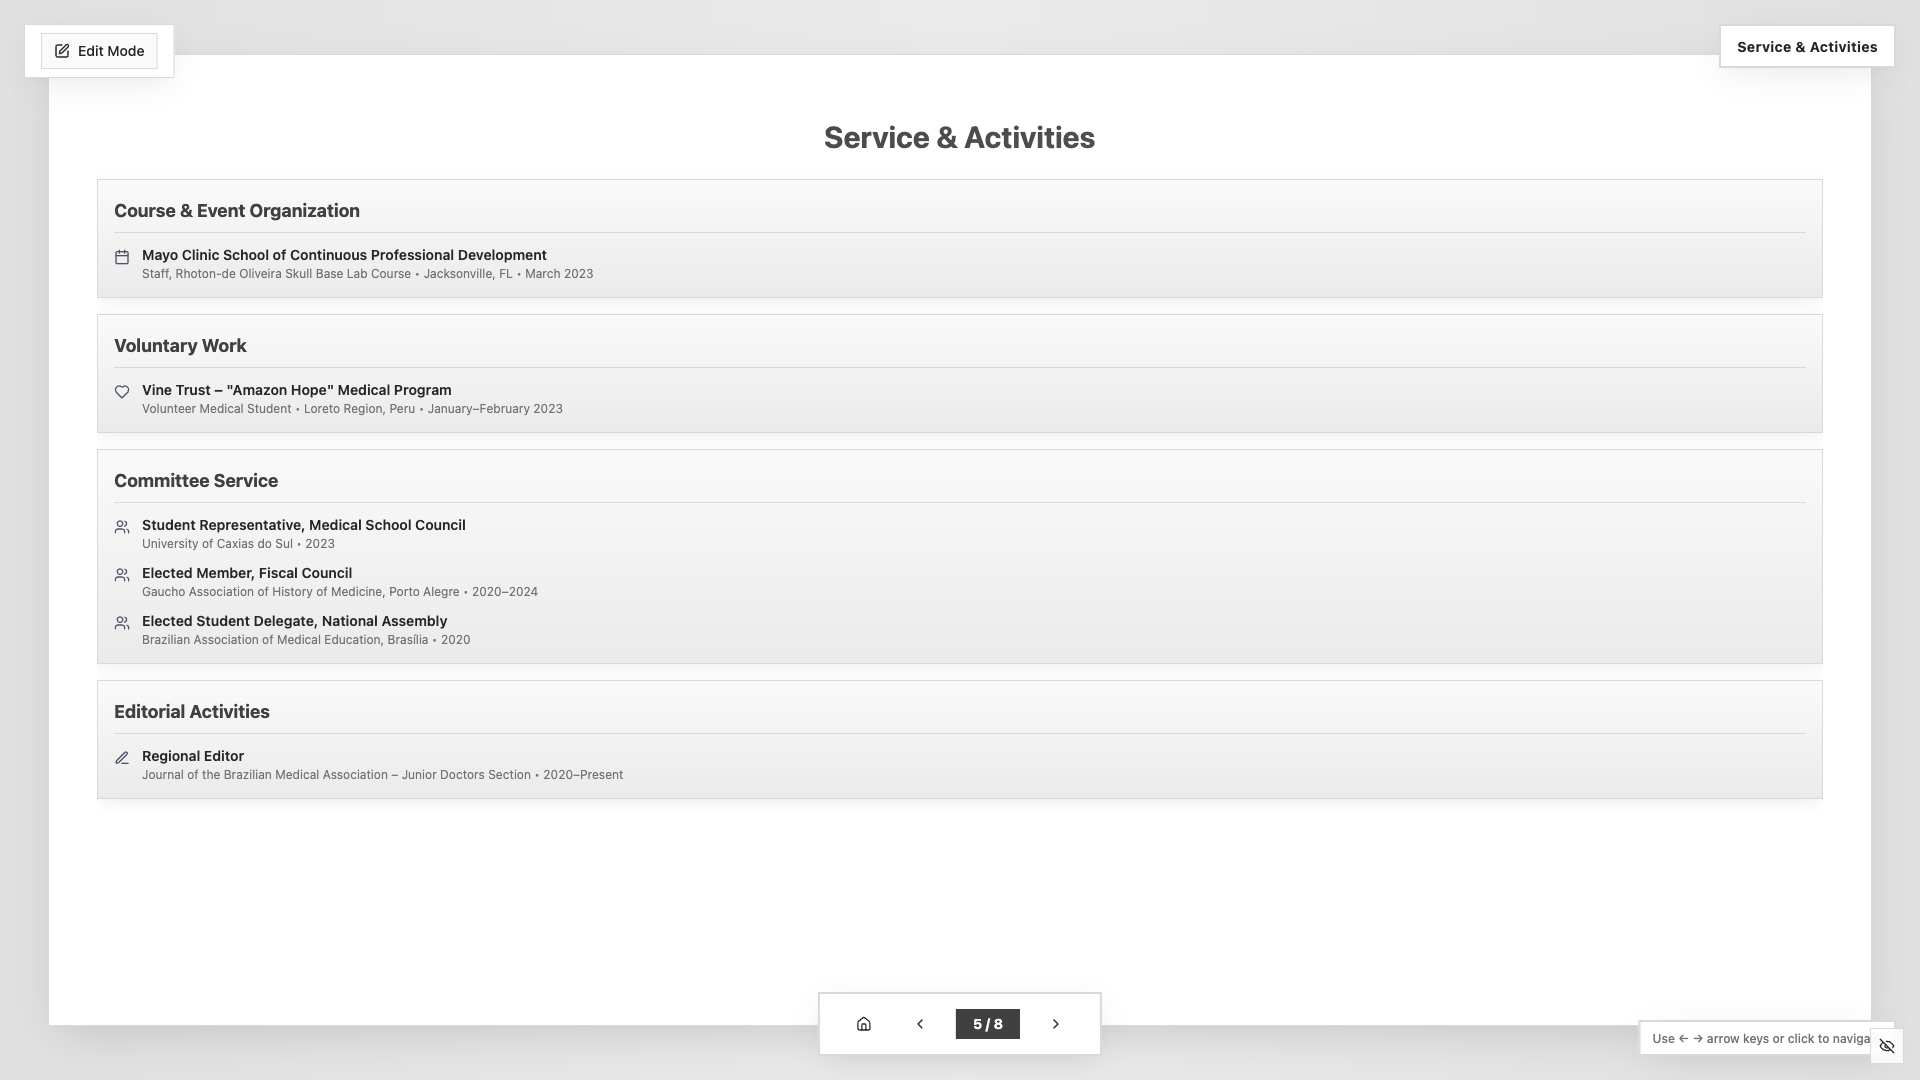 Edit Mode
Service & Activities
Service & Activities
Course & Event Organization
Mayo Clinic School of Continuous Professional Development
Staff, Rhoton-de Oliveira Skull Base Lab Course • Jacksonville, FL • March 2023
Voluntary Work
Vine Trust – "Amazon Hope" Medical Program
Volunteer Medical Student • Loreto Region, Peru • January–February 2023
Committee Service
Student Representative, Medical School Council
University of Caxias do Sul • 2023
Elected Member, Fiscal Council
Gaucho Association of History of Medicine, Porto Alegre • 2020–2024
Elected Student Delegate, National Assembly
Brazilian Association of Medical Education, Brasília • 2020
Editorial Activities
Regional Editor
Journal of the Brazilian Medical Association – Junior Doctors Section • 2020–Present
5 / 8
Use ← → arrow keys or click to naviga